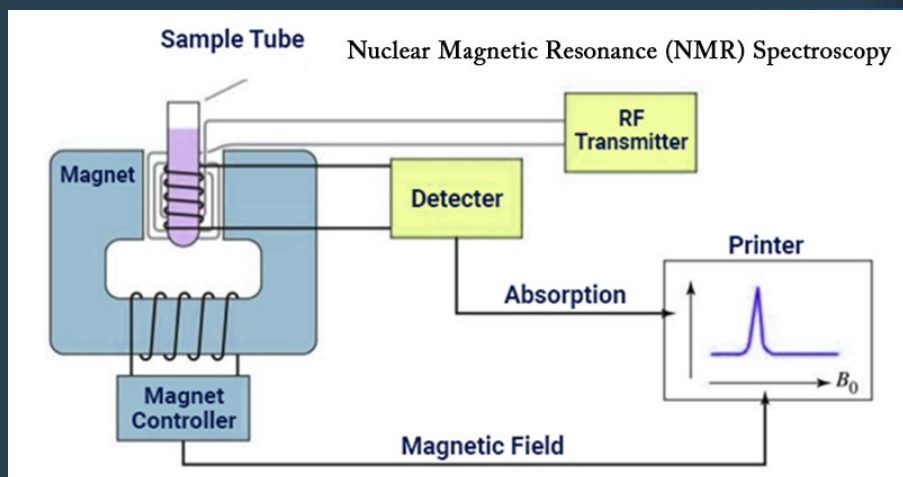 Sample Tube
Nuclear Magnetic Resonance (NMR) Spectroscopy
RF
Transmitter
Magnet
Detecter
Printer
Absorption
B0
Magnet
Controller
Magnetic Field